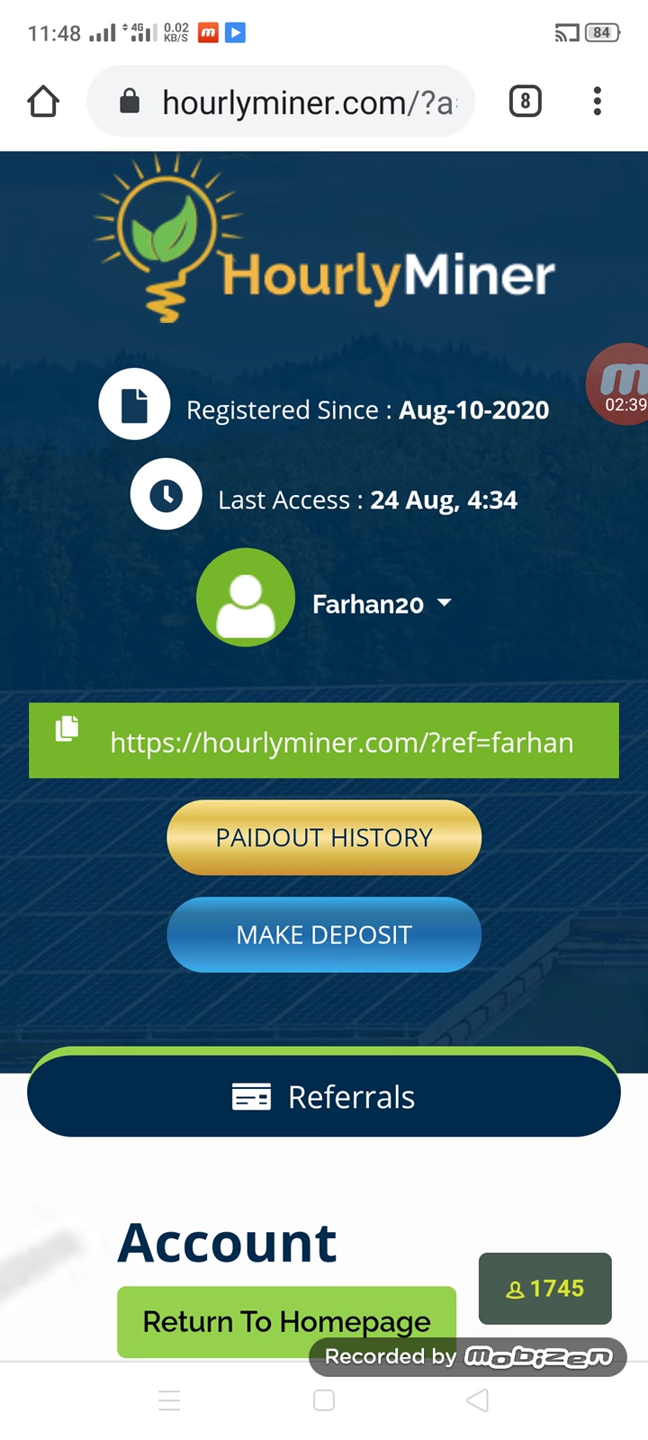 11:48 4G 0.02 KB/S 84
hourlyminer.com/?a 8
HourlyMiner
Registered Since : Aug-10-2020
02:39
Last Access : 24 Aug, 4:34
Farhan20
https://hourlyminer.com/?ref=farhan
PAIDOUT HISTORY
MAKE DEPOSIT
Referrals
Account
1745
Return To Homepage
Recorded by mobizen